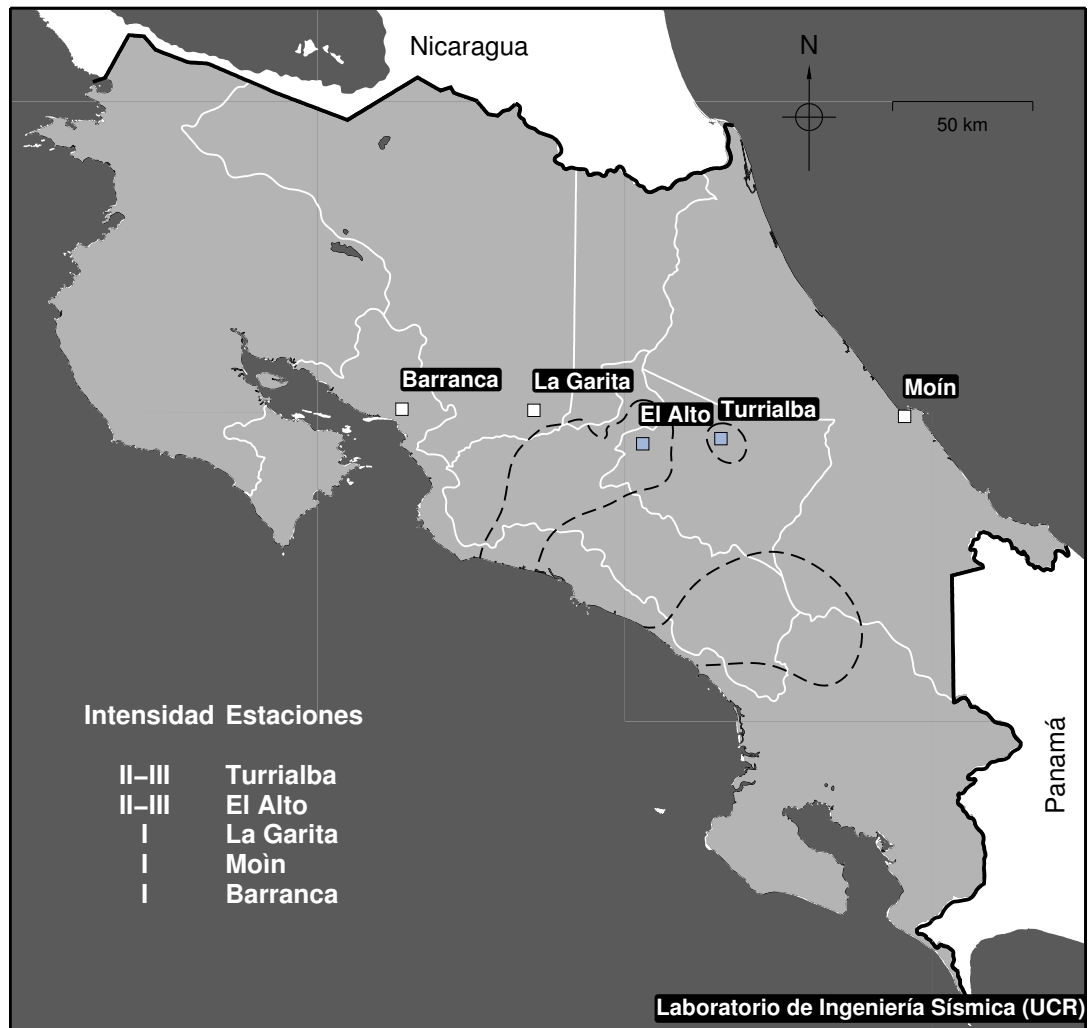 Nicaragua
N
50 km
Barranca
La Garita
Moín
El Alto
Turrialba
Intensidad Estaciones
II–III Turrialba
II–III El Alto
I La Garita
I Moìn
I Barranca
Panamá
Laboratorio de Ingeniería Sísmica (UCR)